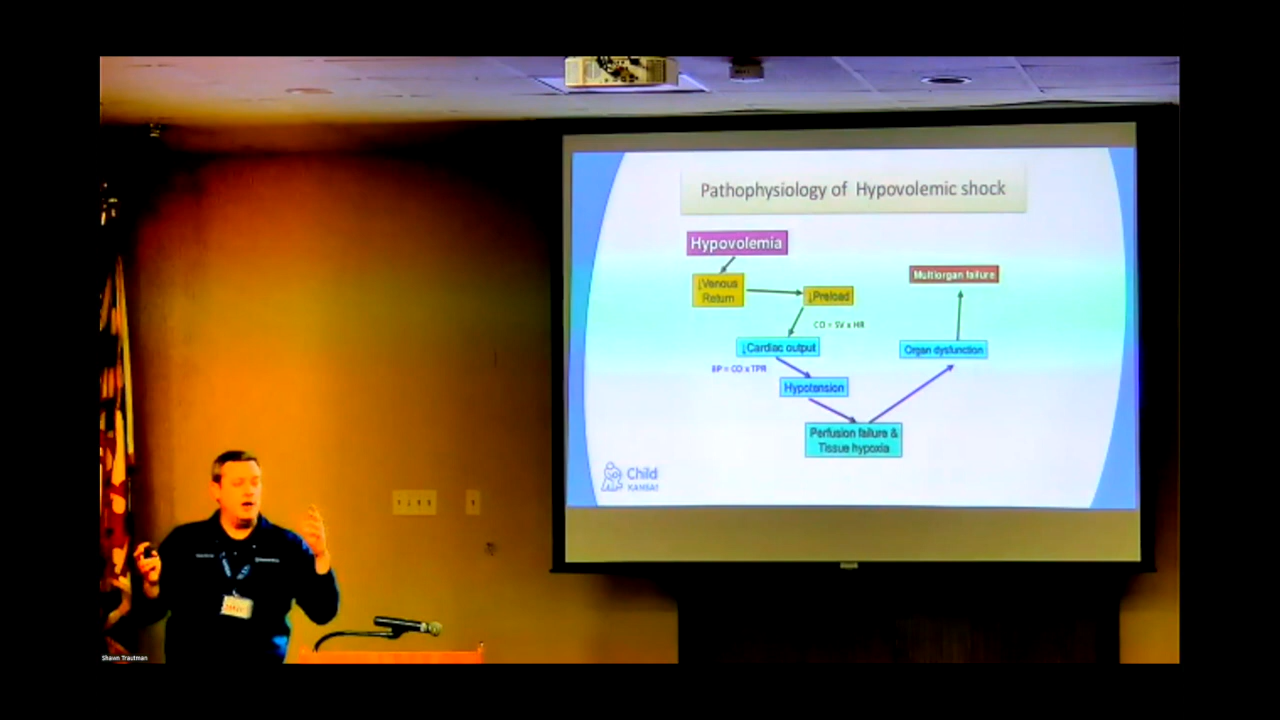 Pathophysiology of Hypovolemic shock
Hypovolemia
↓Venous
Return
↓Preload
CO = SV x HR
↓Cardiac output
BP = CO x TPR
Hypotension
Perfusion failure &
Tissue hypoxia
Organ dysfunction
Multiorgan failure
Child
KANSAS
Shawn Trautman